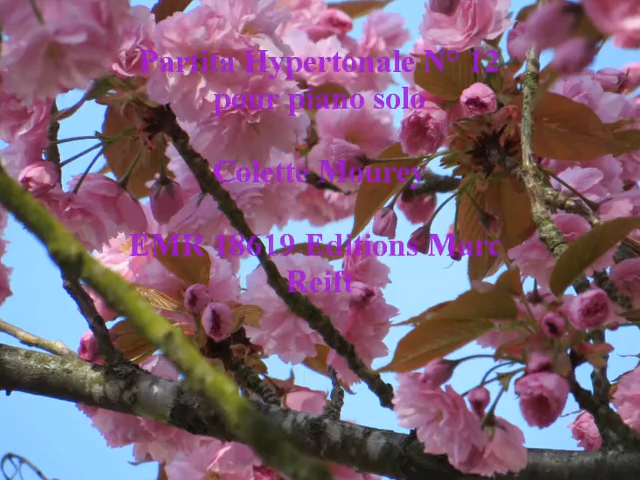 Partita Hypertonale N° 12
pour piano solo
Colette Mourey
EMR 18619 Editions Marc
Reift